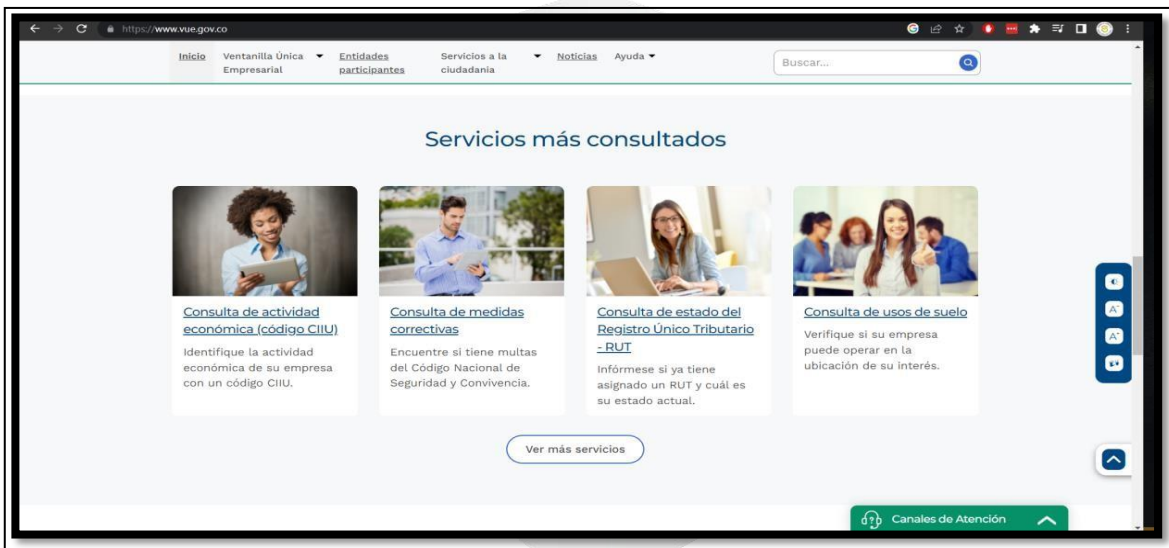 https://www.vue.gov.co
Inicio
Ventanilla Única
Empresarial
Entidades
participantes
Servicios a la
ciudadania
Noticias
Ayuda
Buscar...
Servicios más consultados
Consulta de actividad
económica (código CIIU)
Identifique la actividad
económica de su empresa
con un código CIIU.
Consulta de medidas
correctivas
Encuentre si tiene multas
del Código Nacional de
Seguridad y Convivencia.
Consulta de estado del
Registro Único Tributario
- RUT
Infórmese si ya tiene
asignado un RUT y cuál es
su estado actual.
Consulta de usos de suelo
Verifique si su empresa
puede operar en la
ubicación de su interés.
Ver más servicios
Canales de Atención